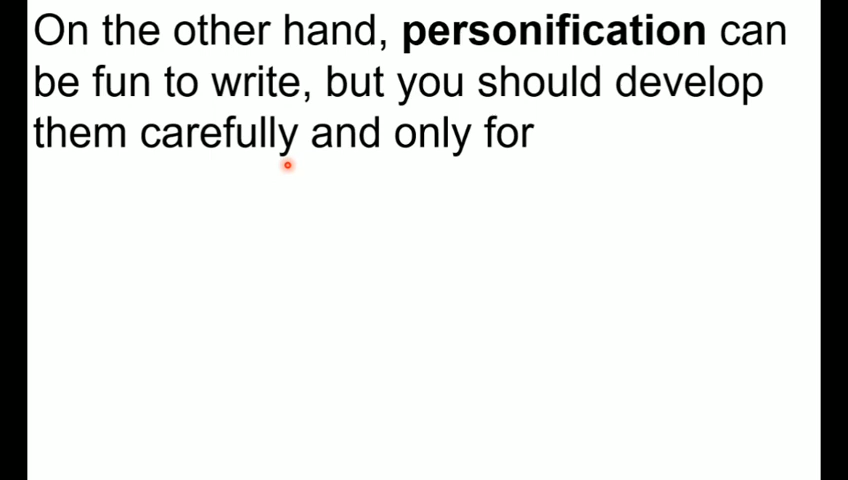 On the other hand, personification can
be fun to write, but you should develop
them carefully and only for